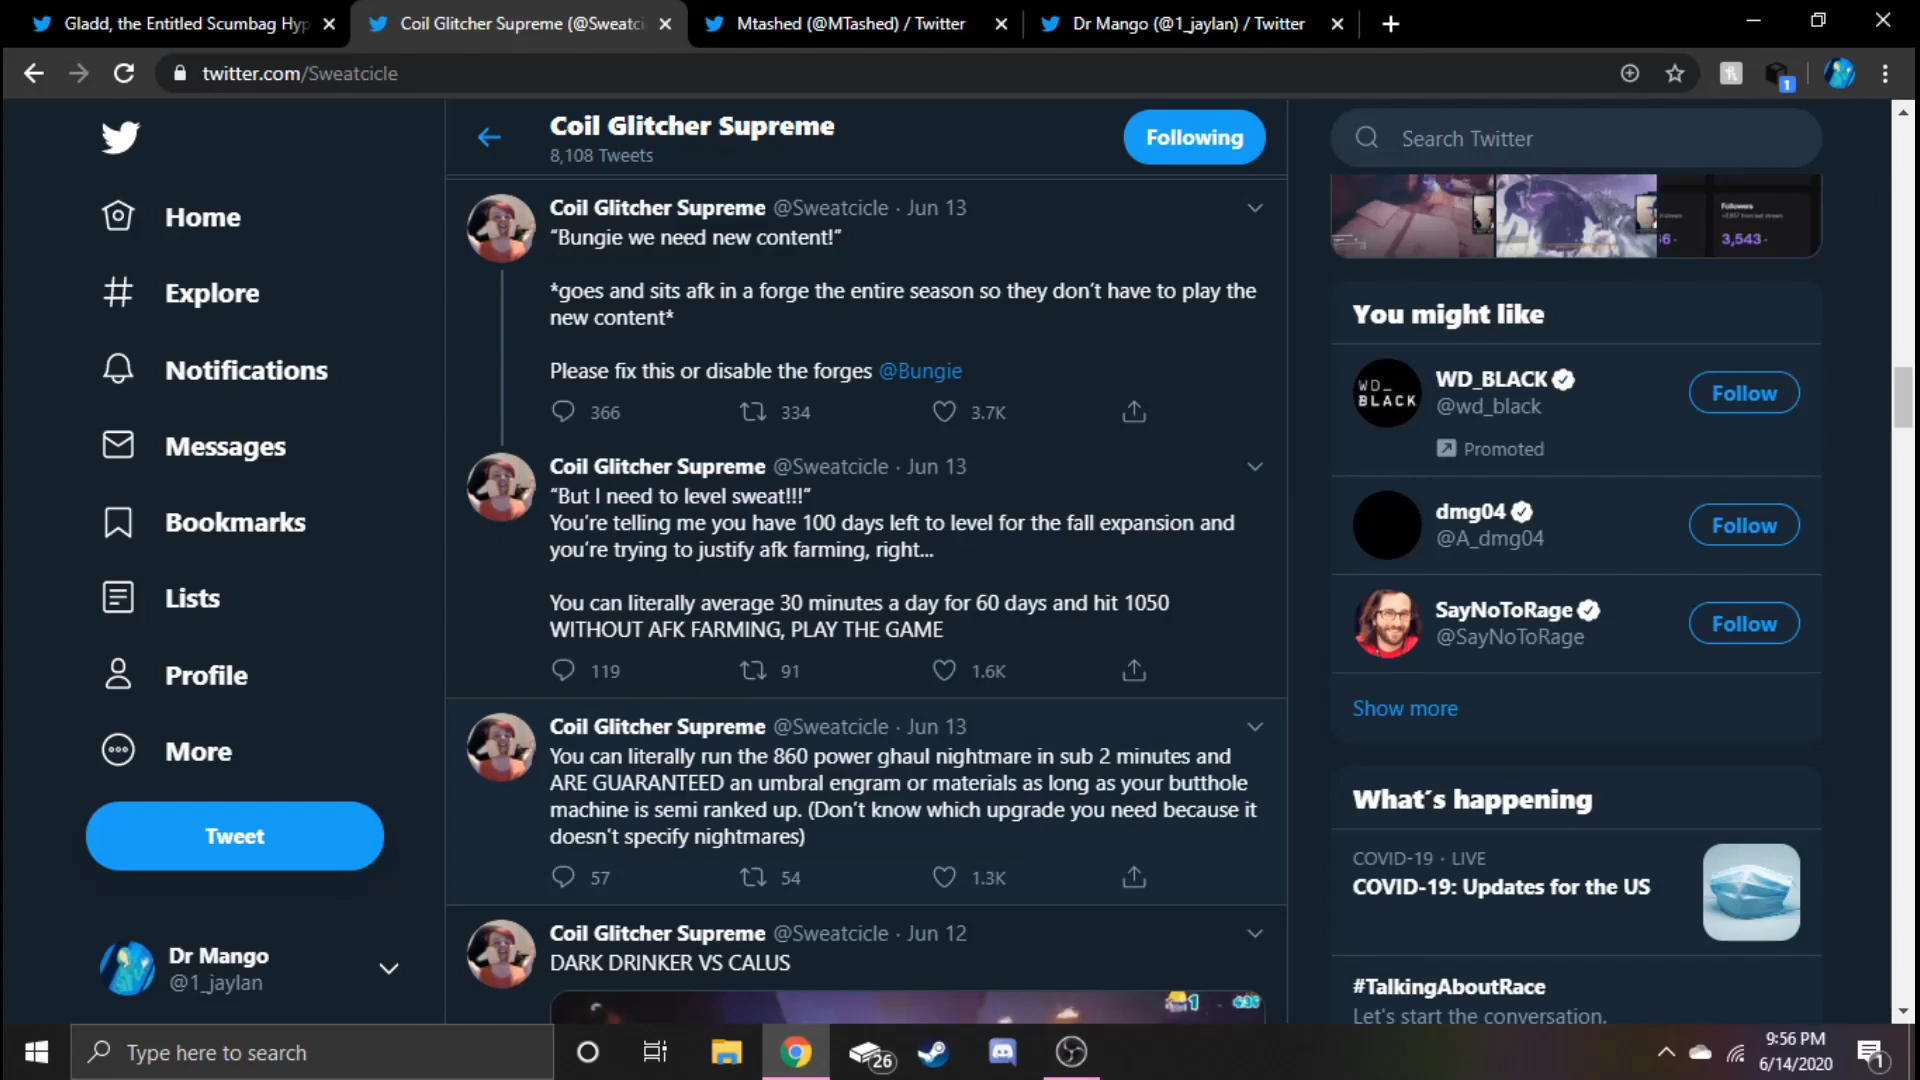 Gladd, the Entitled Scumbag Hyp
Coil Glitcher Supreme (@Sweatci
Mtashed (@MTashed) / Twitter
Dr Mango (@1_jaylan) / Twitter
twitter.com/Sweatcicle
1
Coil Glitcher Supreme
8,108 Tweets
Following
Search Twitter
Home
Explore
Notifications
Messages
Bookmarks
Lists
Profile
More
Tweet
Dr Mango
@1_jaylan
Coil Glitcher Supreme @Sweatcicle · Jun 13
“Bungie we need new content!”
*goes and sits afk in a forge the entire season so they don’t have to play the
new content*
Please fix this or disable the forges @Bungie
366 334 3.7K
Coil Glitcher Supreme @Sweatcicle · Jun 13
“But I need to level sweat!!!”
You’re telling me you have 100 days left to level for the fall expansion and
you’re trying to justify afk farming, right...
You can literally average 30 minutes a day for 60 days and hit 1050
WITHOUT AFK FARMING, PLAY THE GAME
119 91 1.6K
Coil Glitcher Supreme @Sweatcicle · Jun 13
You can literally run the 860 power ghaul nightmare in sub 2 minutes and
ARE GUARANTEED an umbral engram or materials as long as your butthole
machine is semi ranked up. (Don’t know which upgrade you need because it
doesn’t specify nightmares)
57 54 1.3K
Coil Glitcher Supreme @Sweatcicle · Jun 12
DARK DRINKER VS CALUS
1
Followers
3,543
You might like
WD_BLACK
WD_BLACK
@wd_black
Follow
Promoted
dmg04
@A_dmg04
Follow
SayNoToRage
@SayNoToRage
Follow
Show more
What´s happening
COVID-19 · LIVE
COVID-19: Updates for the US
#TalkingAboutRace
Let's start the conversation.
Type here to search
26
9:56 PM
6/14/2020
1